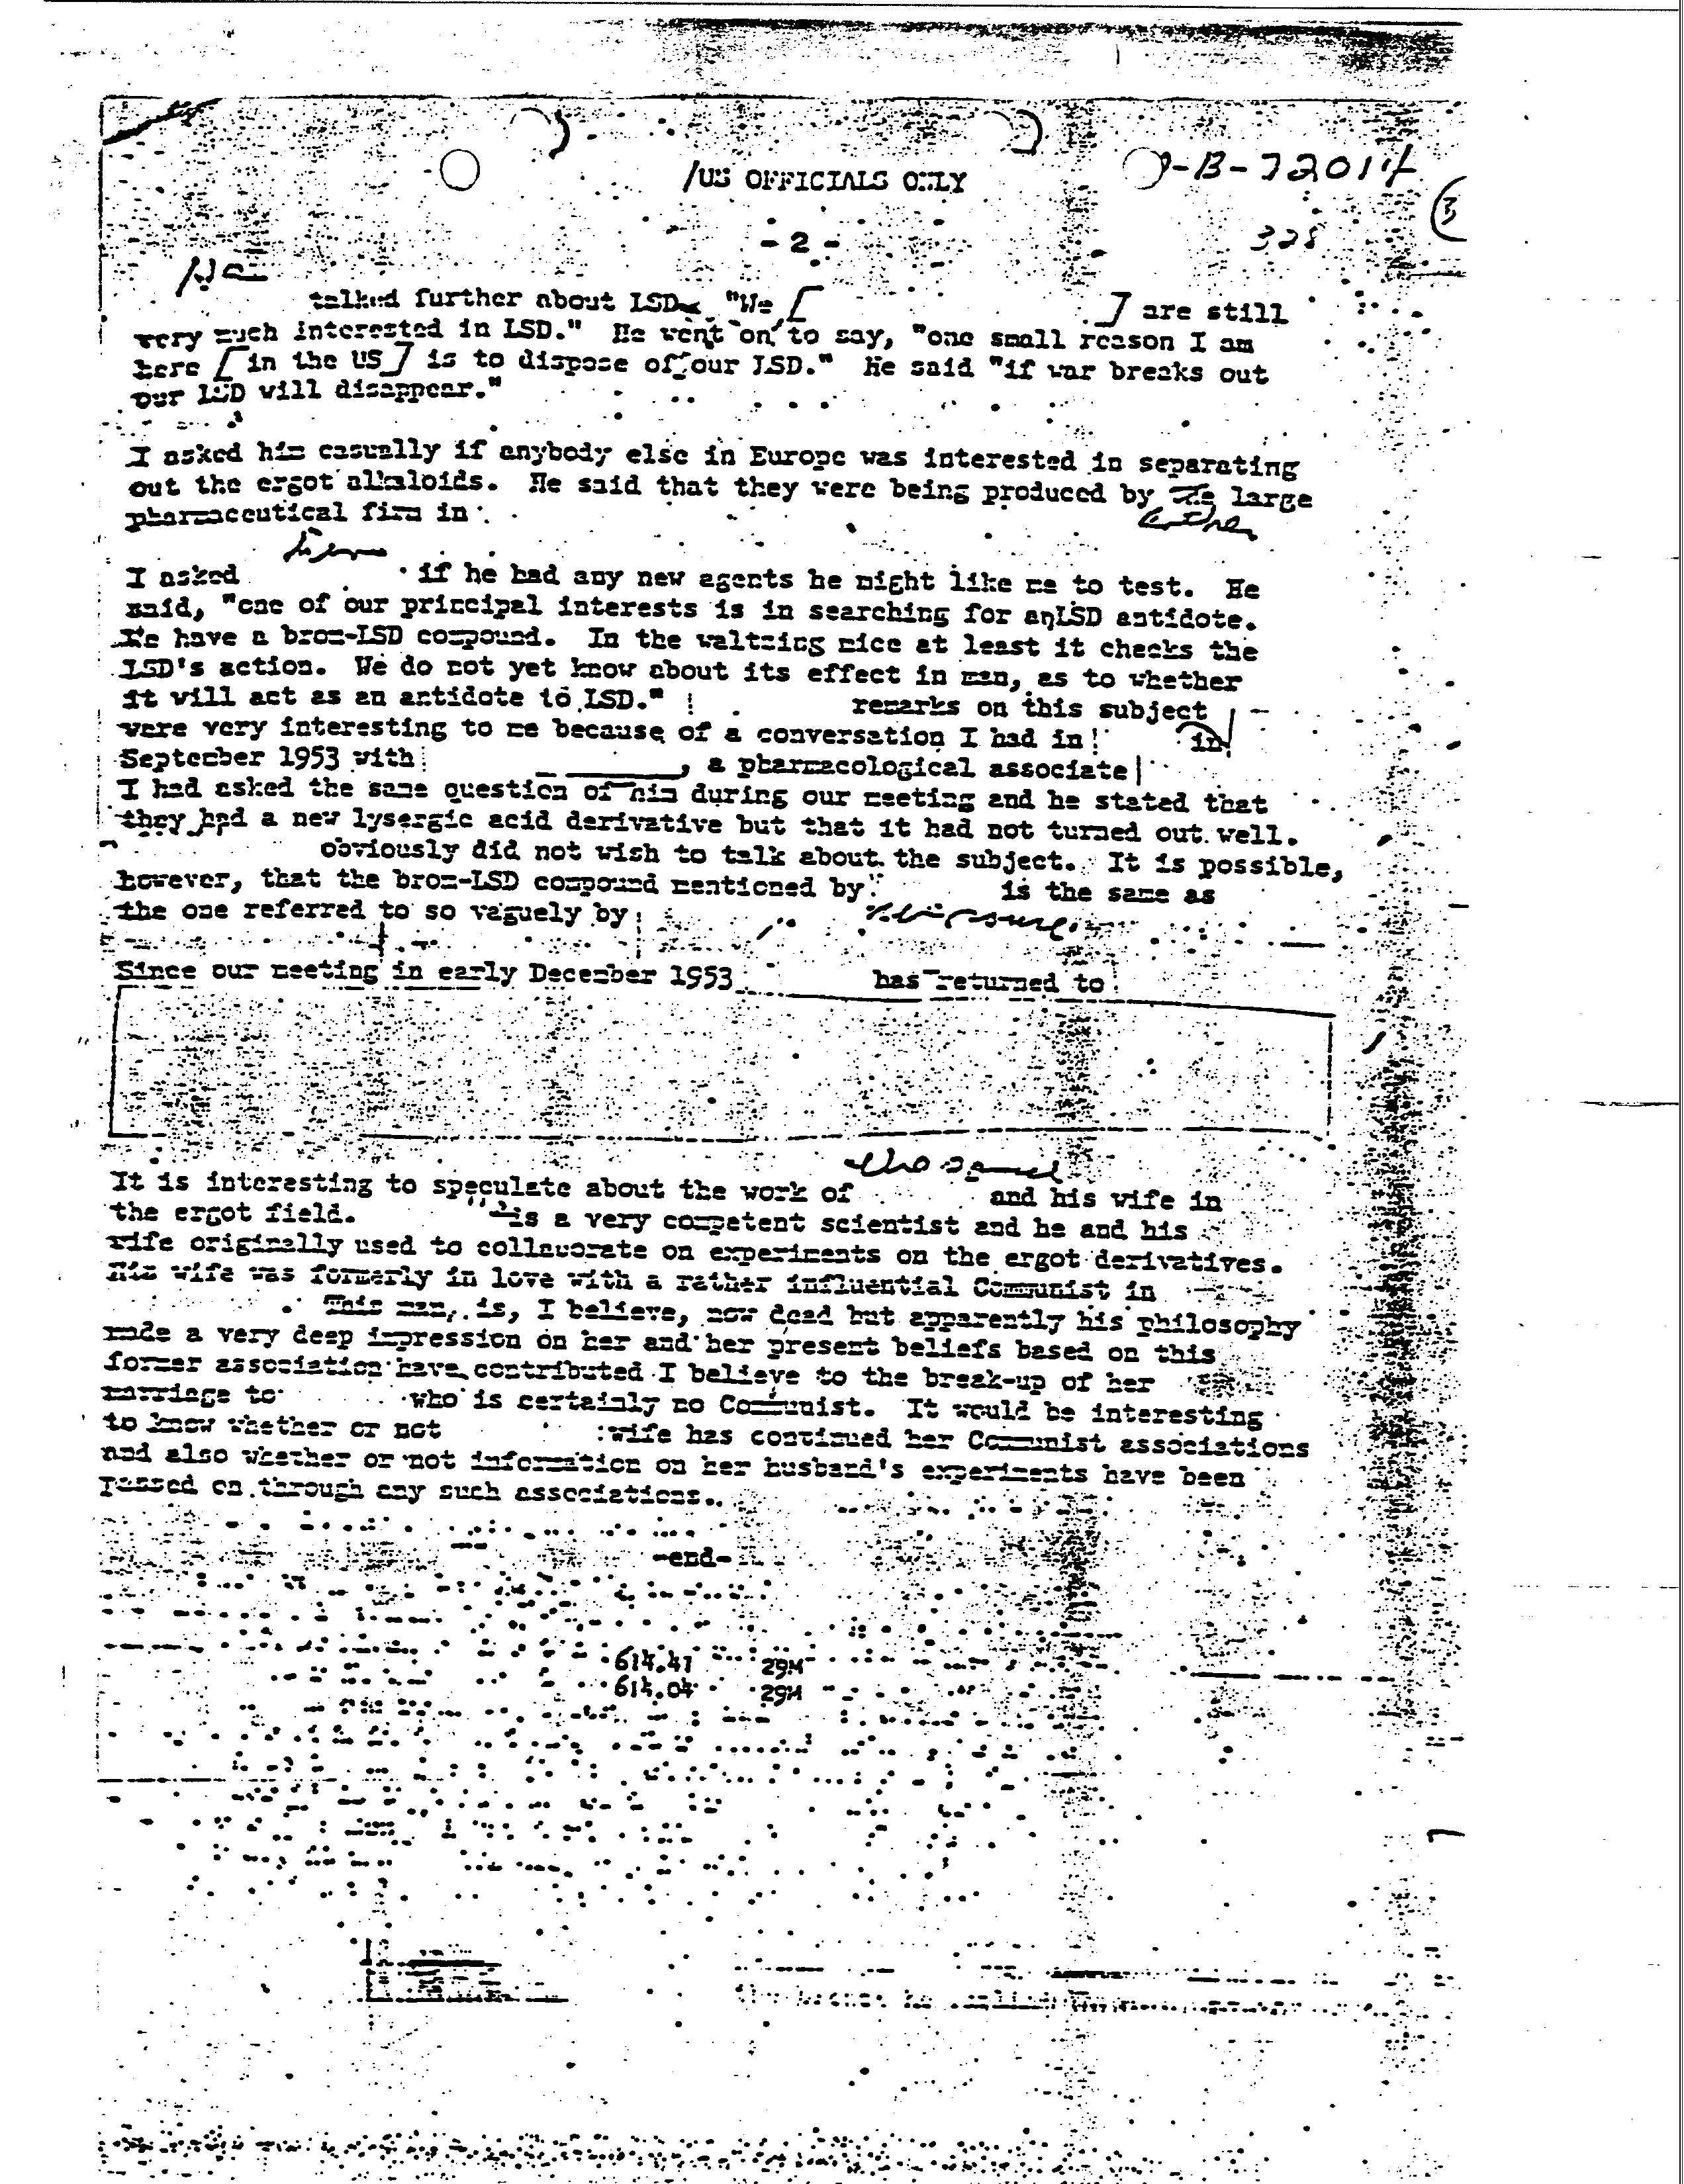 /US OFFICIALS ONLY
-B-72014
3
- 2 -
328
He
talked further about LSD. "We [ ] are still
very much interested in LSD." He went on to say, "one small reason I am
here [in the US] is to dispose of our LSD." He said "if war breaks out
our LSD will disappear."
I asked him casually if anybody else in Europe was interested in separating
out the ergot alkaloids. He said that they were being produced by the large
pharmaceutical firm in
another
him
I asked if he had any new agents he might like me to test. He
said, "one of our principal interests is in searching for an LSD antidote.
We have a brom-LSD compound. In the waltzing mice at least it checks the
LSD's action. We do not yet know about its effect in man, as to whether
it will act as an antidote to LSD." remarks on this subject
were very interesting to me because of a conversation I had in in
September 1953 with , a pharmacological associate
I had asked the same question of him during our meeting and he stated that
they had a new lysergic acid derivative but that it had not turned out well.
obviously did not wish to talk about the subject. It is possible,
however, that the brom-LSD compound mentioned by is the same as
the one referred to so vaguely by
Since our meeting in early December 1953 has returned to
It is interesting to speculate about the work of and his wife in
the ergot field. is a very competent scientist and he and his
wife originally used to collavorate on experiments on the ergot derivatives.
His wife was formerly in love with a rather influential Communist in
This man, is, I believe, now dead but apparently his philosophy
made a very deep impression on her and her present beliefs based on this
former association have contributed I believe to the break-up of her
marriage to who is certainly no Communist. It would be interesting
to know whether or not wife has continued her Communist associations
and also whether or not information on her husband's experiments have been
passed on through any such associations.
-end-
614.41 29M
614.04 29M